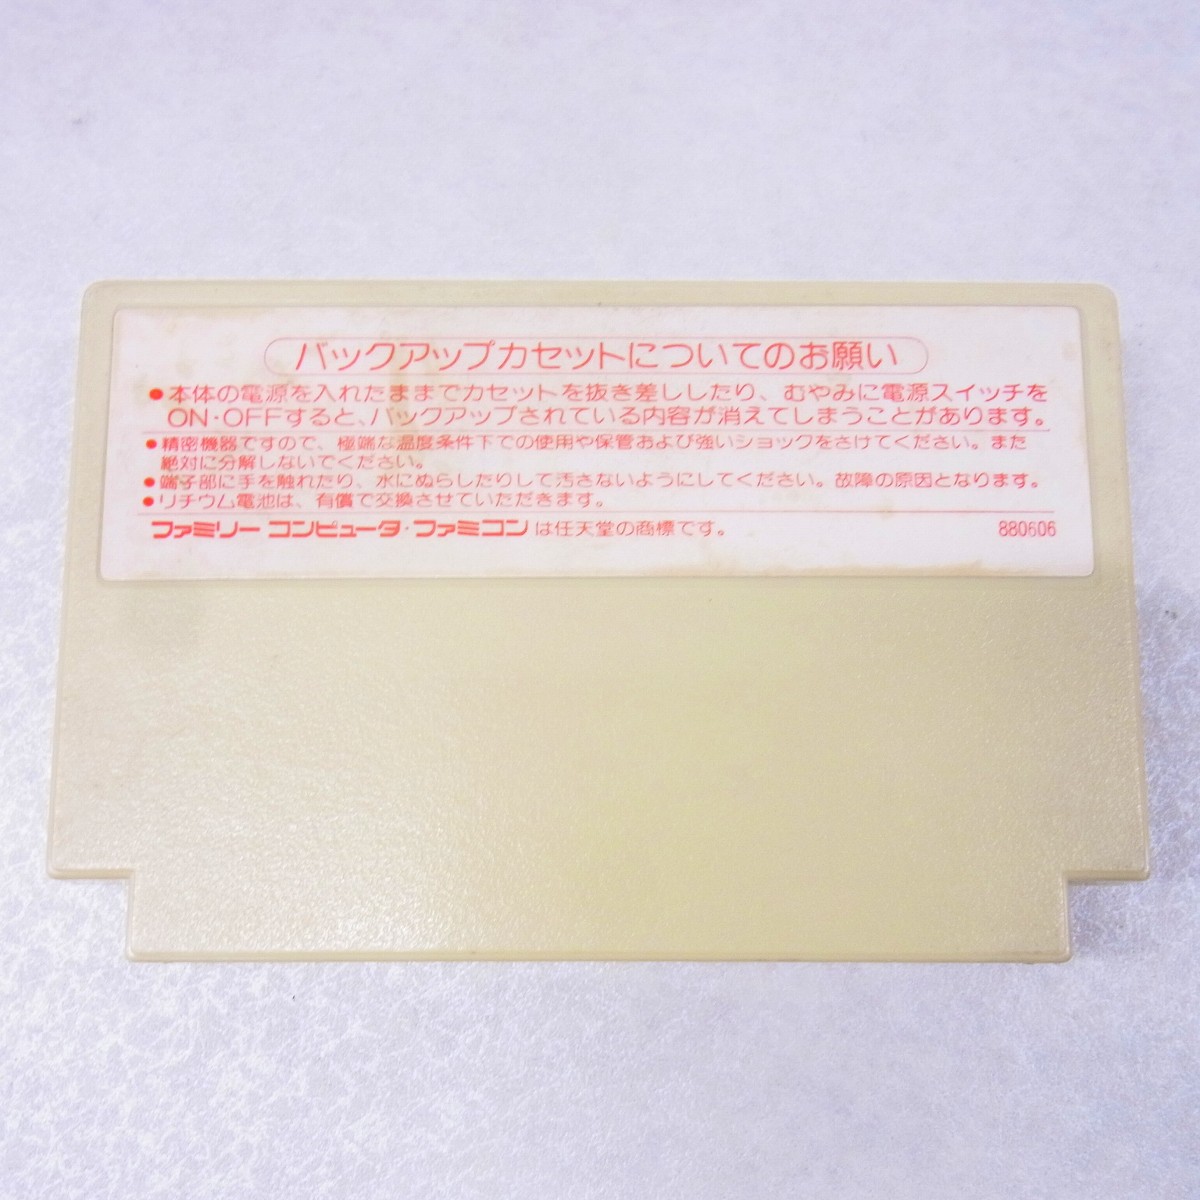 バックアップカセットについてのお願い
●本体の電源を入れたままでカセットを抜き差ししたり、むやみに電源スイッチを
ON・OFFすると、バックアップされている内容が消えてしまうことがあります。
●精密機器ですので、極端な温度条件下での使用や保管および強いショックをさけてください。また
絶対に分解しないでください。
●端子部に手を触れたり、水にぬらしたりして汚さないようにしてください。故障の原因となります。
●リチウム電池は、有償で交換させていただきます。
ファミリーコンピュータ・ファミコンは任天堂の商標です。 880606